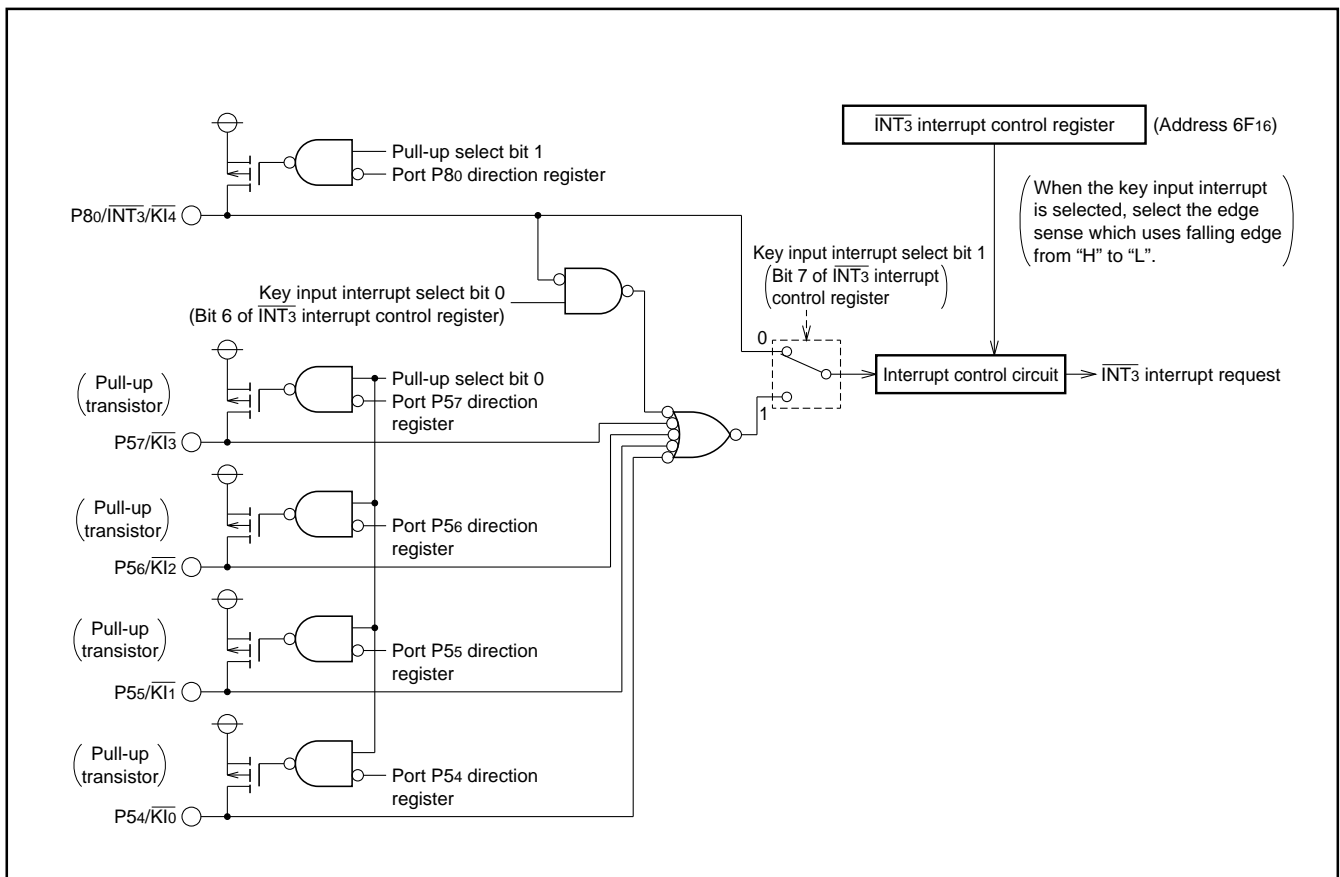 INT3 interrupt control register
(Address 6F16)
Pull-up select bit 1
Port P80 direction register
P80/INT3/KI4
When the key input interrupt
is selected, select the edge
sense which uses falling edge
from “H” to “L”.
Key input interrupt select bit 1
(Bit 7 of INT3 interrupt
control register)
Key input interrupt select bit 0
(Bit 6 of INT3 interrupt control register)
0
1
Interrupt control circuit
INT3 interrupt request
(Pull-up
transistor)
Pull-up select bit 0
Port P57 direction
register
P57/KI3
(Pull-up
transistor)
Port P56 direction
register
P56/KI2
(Pull-up
transistor)
Port P55 direction
register
P55/KI1
(Pull-up
transistor)
Port P54 direction
register
P54/KI0